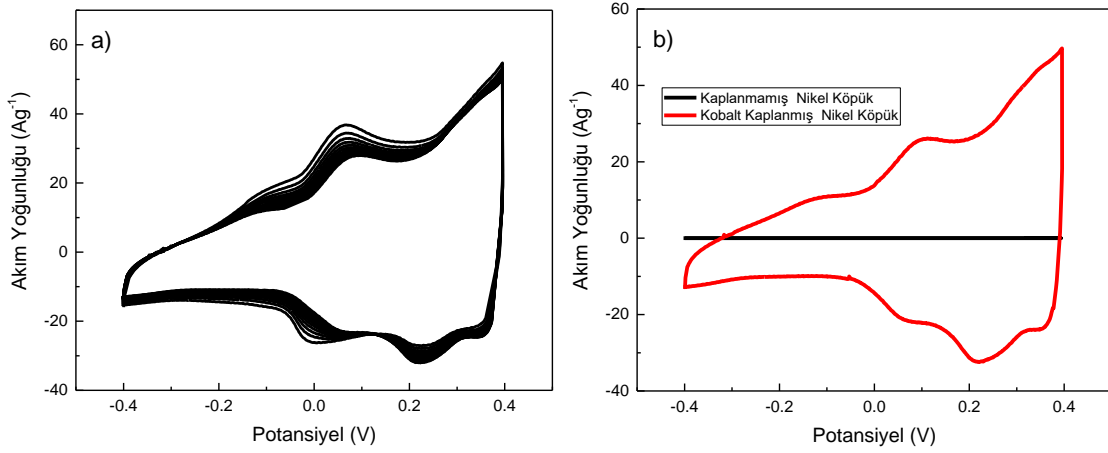 a)
60
40
20
0
-20
-40
-0.4
-0.2
0.0
0.2
0.4
Akım Yoğunluğu (Ag⁻¹)
Potansiyel (V)
b)
Kaplanmamış Nikel Köpük
Kobalt Kaplanmış Nikel Köpük
60
40
20
0
-20
-40
-0.4
-0.2
0.0
0.2
0.4
Akım Yoğunluğu (Ag⁻¹)
Potansiyel (V)